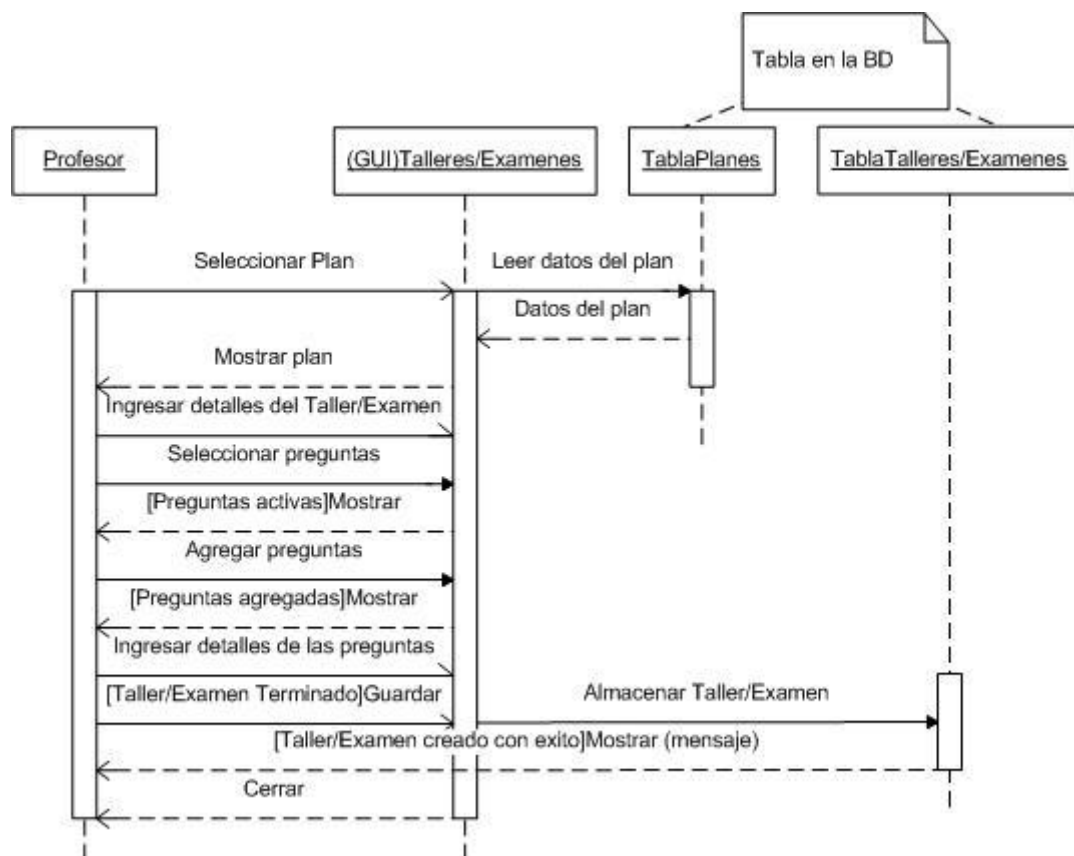 Tabla en la BD
Profesor
(GUI)Talleres/Examenes
TablaPlanes
TablaTalleres/Examenes
Seleccionar Plan
Leer datos del plan
Datos del plan
Mostrar plan
Ingresar detalles del Taller/Examen
Seleccionar preguntas
[Preguntas activas]Mostrar
Agregar preguntas
[Preguntas agregadas]Mostrar
Ingresar detalles de las preguntas
[Taller/Examen Terminado]Guardar
Almacenar Taller/Examen
[Taller/Examen creado con exito]Mostrar (mensaje)
Cerrar